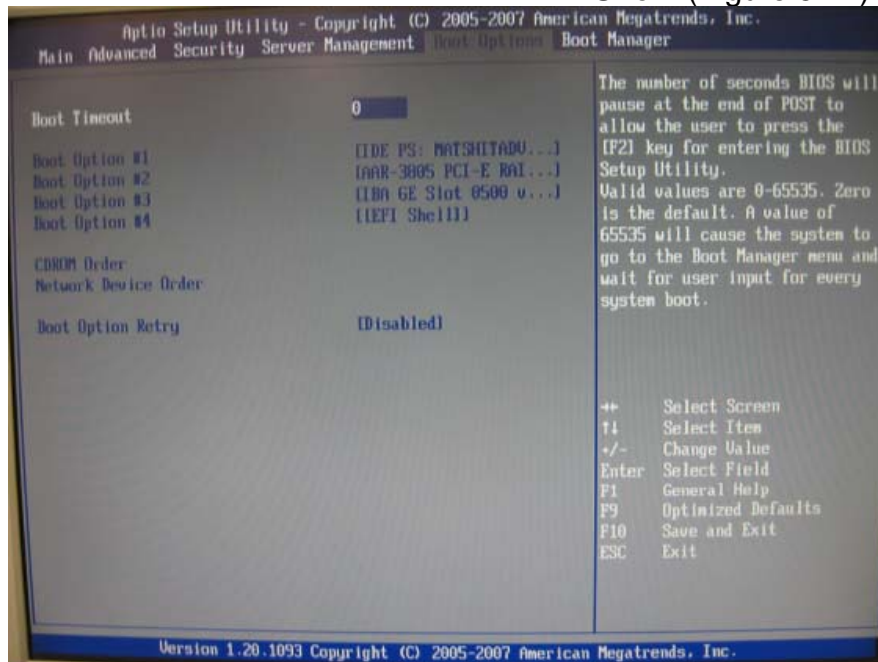 Aptio Setup Utility - Copyright (C) 2005-2007 American Megatrends, Inc.
Main Advanced Security Server Management Boot Options Boot Manager
Boot Timeout 0
Boot Option #1 [IDE PS: MATSHITADV...]
Boot Option #2 [AAR-3805 PCI-E RAI...]
Boot Option #3 [IBA GE Slot 0500 v...]
Boot Option #4 [[EFI Shell]]
CDROM Order
Network Device Order
Boot Option Retry [Disabled]
The number of seconds BIOS will
pause at the end of POST to
allow the user to press the
[F2] key for entering the BIOS
Setup Utility.
Valid values are 0-65535. Zero
is the default. A value of
65535 will cause the system to
go to the Boot Manager menu and
wait for user input for every
system boot.
→← Select Screen
↑↓ Select Item
+/- Change Value
Enter Select Field
F1 General Help
F9 Optimized Defaults
F10 Save and Exit
ESC Exit
Version 1.20.1093 Copyright (C) 2005-2007 American Megatrends, Inc.